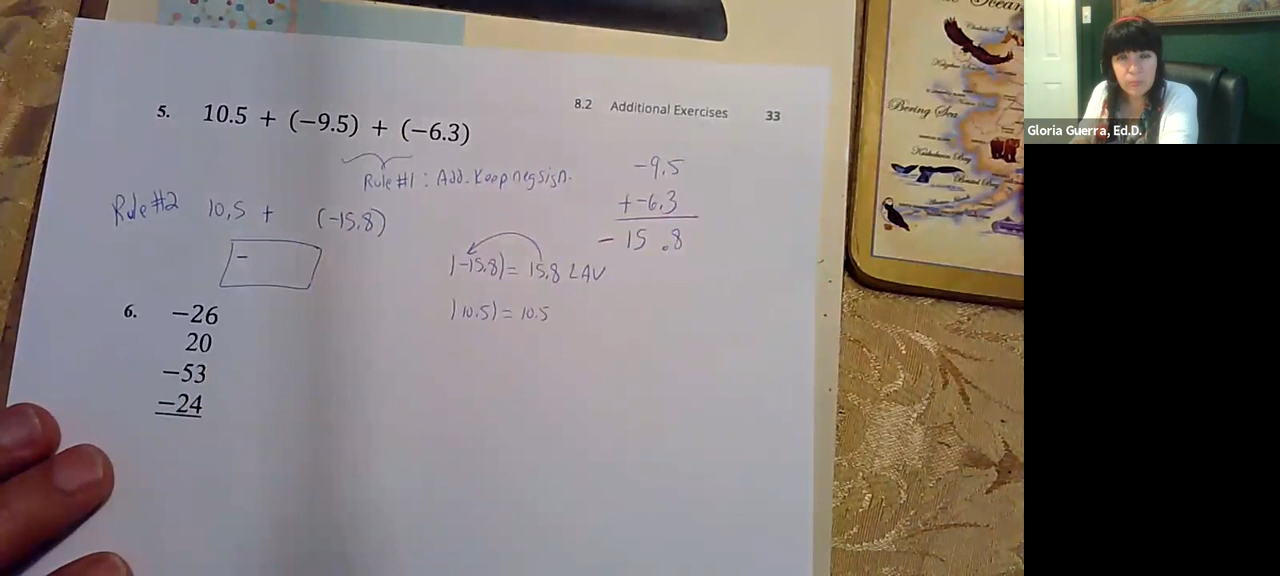 8.2 Additional Exercises 33
5. 10.5 + (−9.5) + (−6.3)
Rule #1 : Add. Keep neg sign.
−9.5
+−6.3
−15.8
Rule #2 10.5 + (−15.8)
−
|−15.8| = 15.8 LAV
|10.5| = 10.5
6. −26
20
−53
−24
Bering Sea
Gloria Guerra, Ed.D.